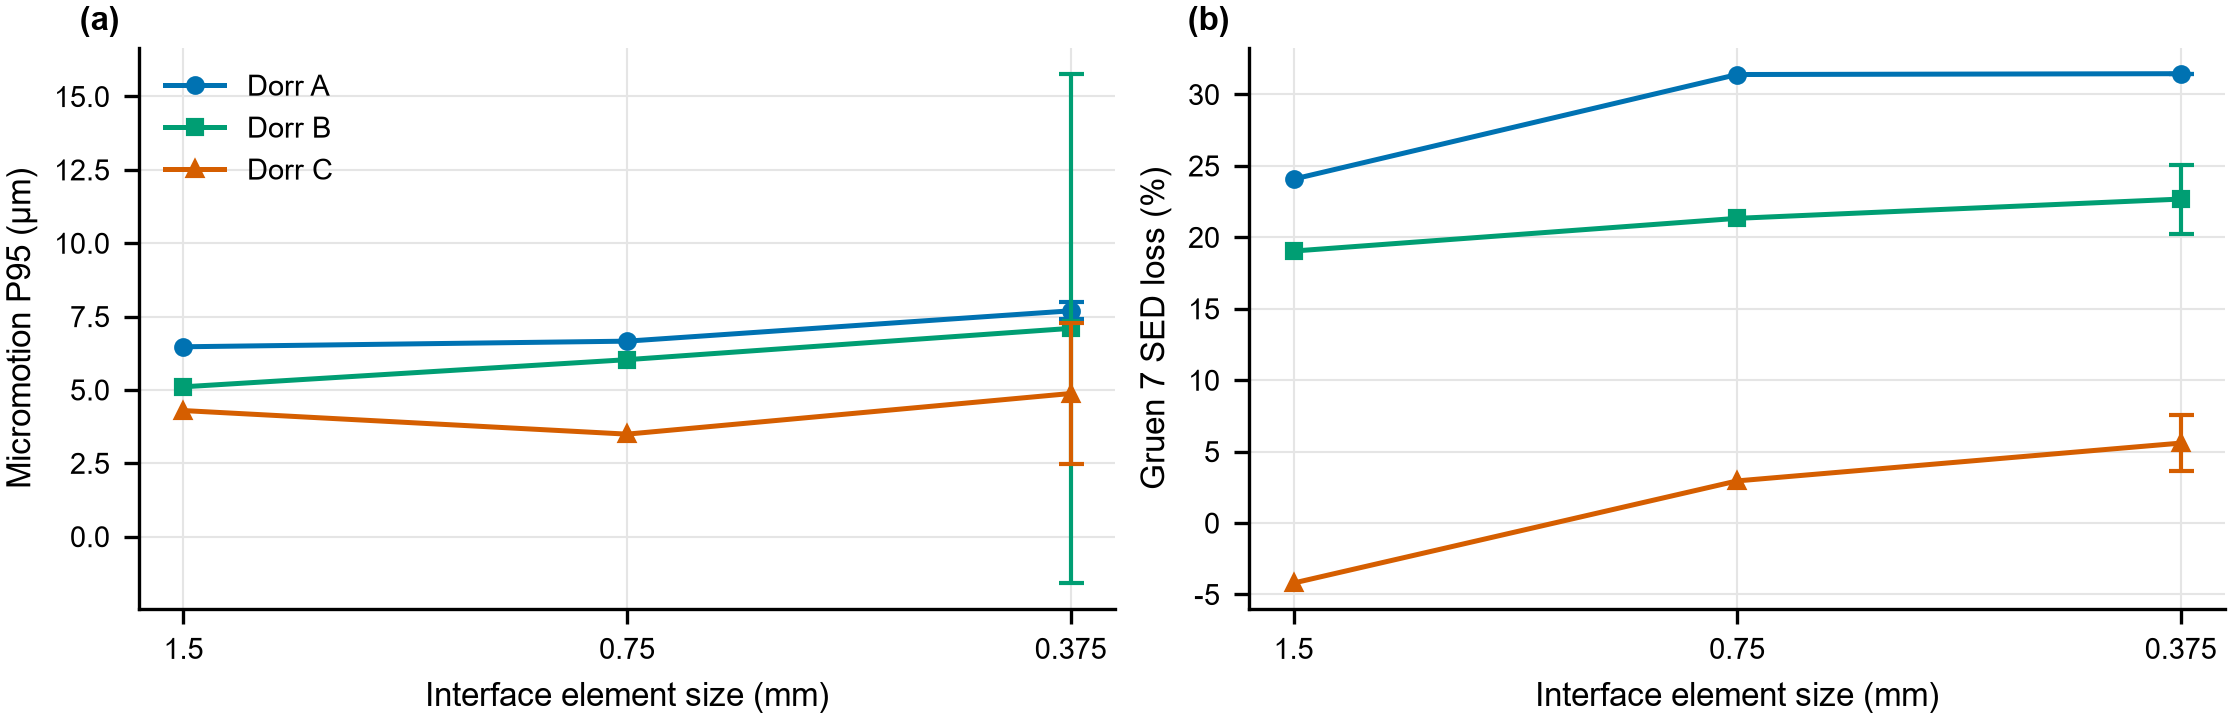 (a)
Micromotion P95 (µm)
15.0
12.5
10.0
7.5
5.0
2.5
0.0
Dorr A
Dorr B
Dorr C
1.5
0.75
0.375
Interface element size (mm)
(b)
Gruen 7 SED loss (%)
30
25
20
15
10
5
0
-5
1.5
0.75
0.375
Interface element size (mm)